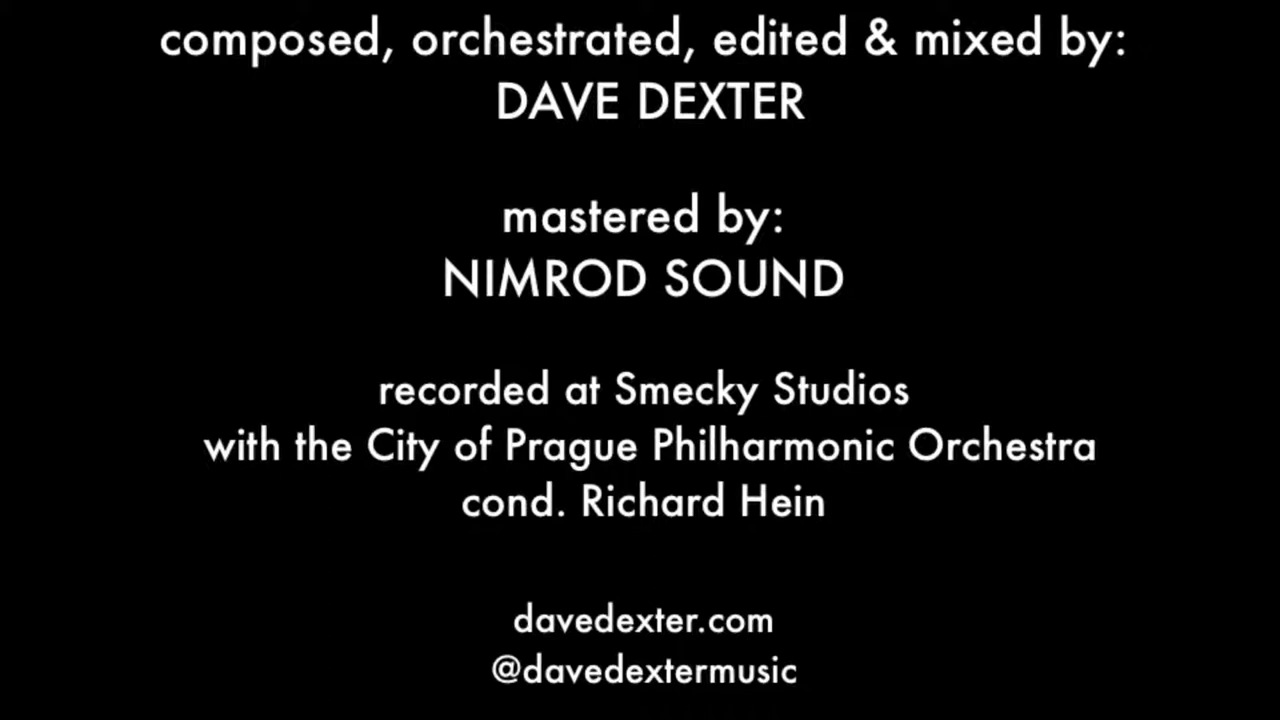 composed, orchestrated, edited & mixed by:
DAVE DEXTER
mastered by:
NIMROD SOUND
recorded at Smecky Studios
with the City of Prague Philharmonic Orchestra
cond. Richard Hein
davedexter.com
@davedextermusic